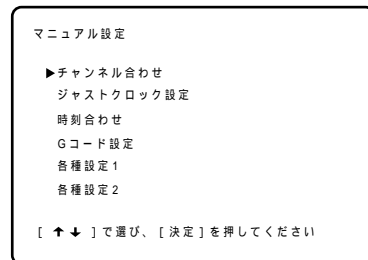 マニュアル設定
▶チャンネル合わせ
ジャストクロック設定
時刻合わせ
Gコード設定
各種設定1
各種設定2
[ ↑↓ ]で選び、[決定]を押してください